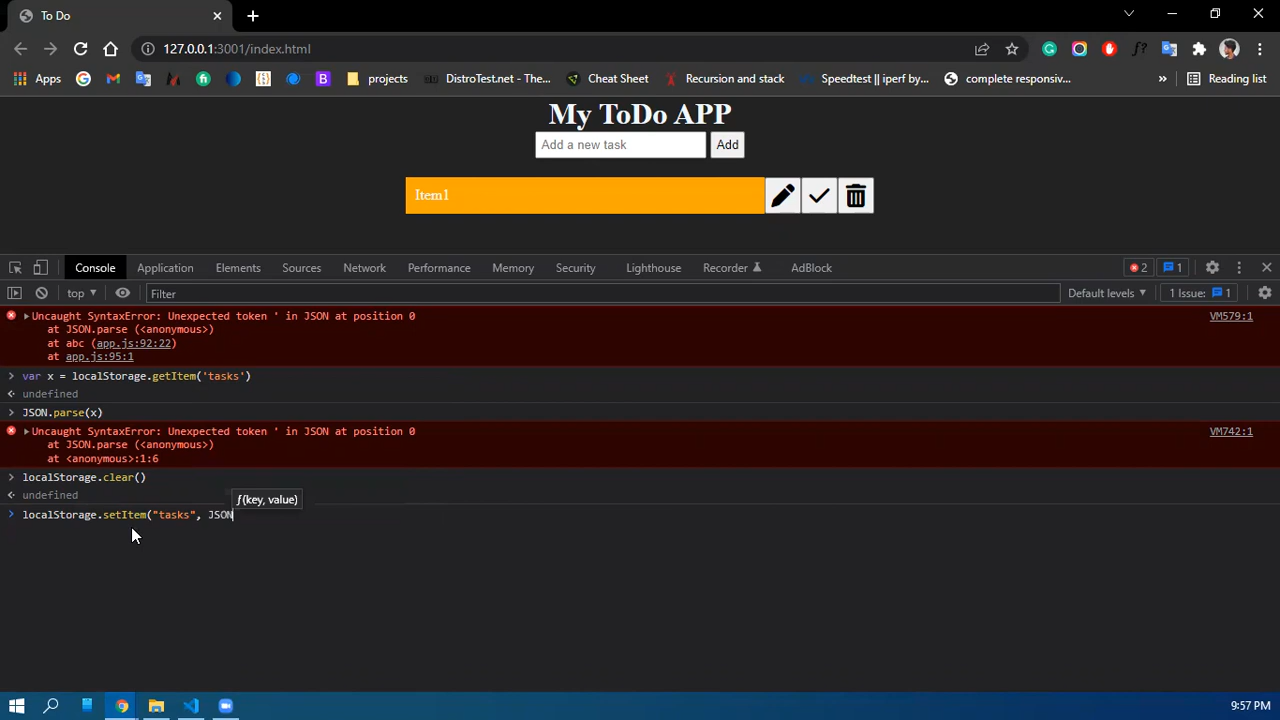 To Do
127.0.0.1:3001/index.html
Apps
projects
DistroTest.net - The...
Cheat Sheet
Recursion and stack
Speedtest || iperf by...
complete responsiv...
»
Reading list
My ToDo APP
Add a new task
Add
Item1
Console
Application
Elements
Sources
Network
Performance
Memory
Security
Lighthouse
Recorder
AdBlock
2
1
top
Filter
Default levels
1 Issue: 1
Uncaught SyntaxError: Unexpected token ' in JSON at position 0 VM579:1
at JSON.parse (<anonymous>)
at abc (app.js:92:22)
at app.js:95:1
> var x = localStorage.getItem('tasks')
undefined
> JSON.parse(x)
Uncaught SyntaxError: Unexpected token ' in JSON at position 0 VM742:1
at JSON.parse (<anonymous>)
at <anonymous>:1:6
> localStorage.clear()
undefined
ƒ(key, value)
> localStorage.setItem("tasks", JSON
9:57 PM